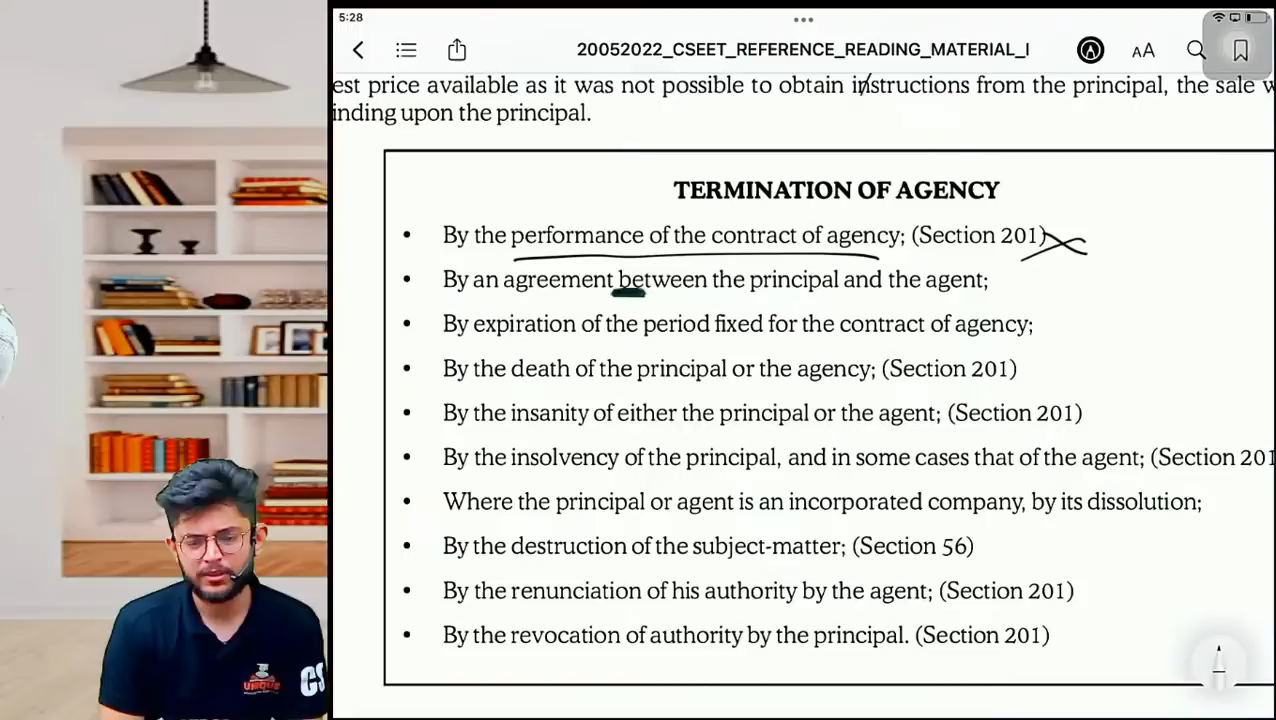 5:28
20052022_CSEET_REFERENCE_READING_MATERIAL_I
AA
est price available as it was not possible to obtain instructions from the principal, the sale w
inding upon the principal.
TERMINATION OF AGENCY
• By the performance of the contract of agency; (Section 201)
• By an agreement between the principal and the agent;
• By expiration of the period fixed for the contract of agency;
• By the death of the principal or the agency; (Section 201)
• By the insanity of either the principal or the agent; (Section 201)
• By the insolvency of the principal, and in some cases that of the agent; (Section 201
• Where the principal or agent is an incorporated company, by its dissolution;
• By the destruction of the subject-matter; (Section 56)
• By the renunciation of his authority by the agent; (Section 201)
• By the revocation of authority by the principal. (Section 201)
UNIQUE
CS